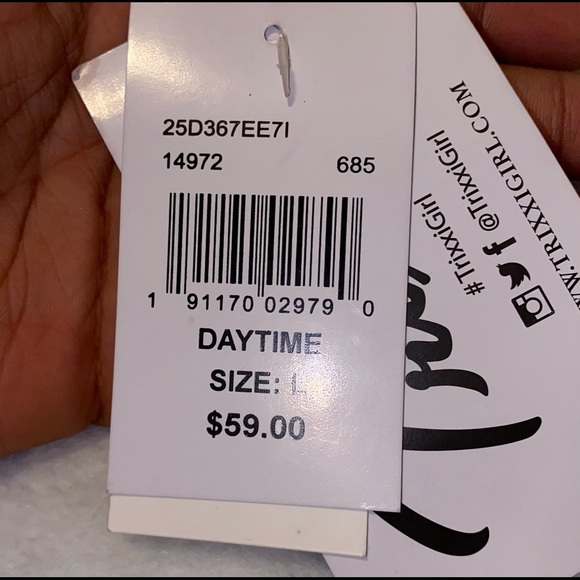 25D367EE7I
14972 685
1 91170 02979 0
DAYTIME
SIZE: L
$59.00
#TrixxiGirl
@TrixxiGirl
W.TRIXXIGIRL.COM